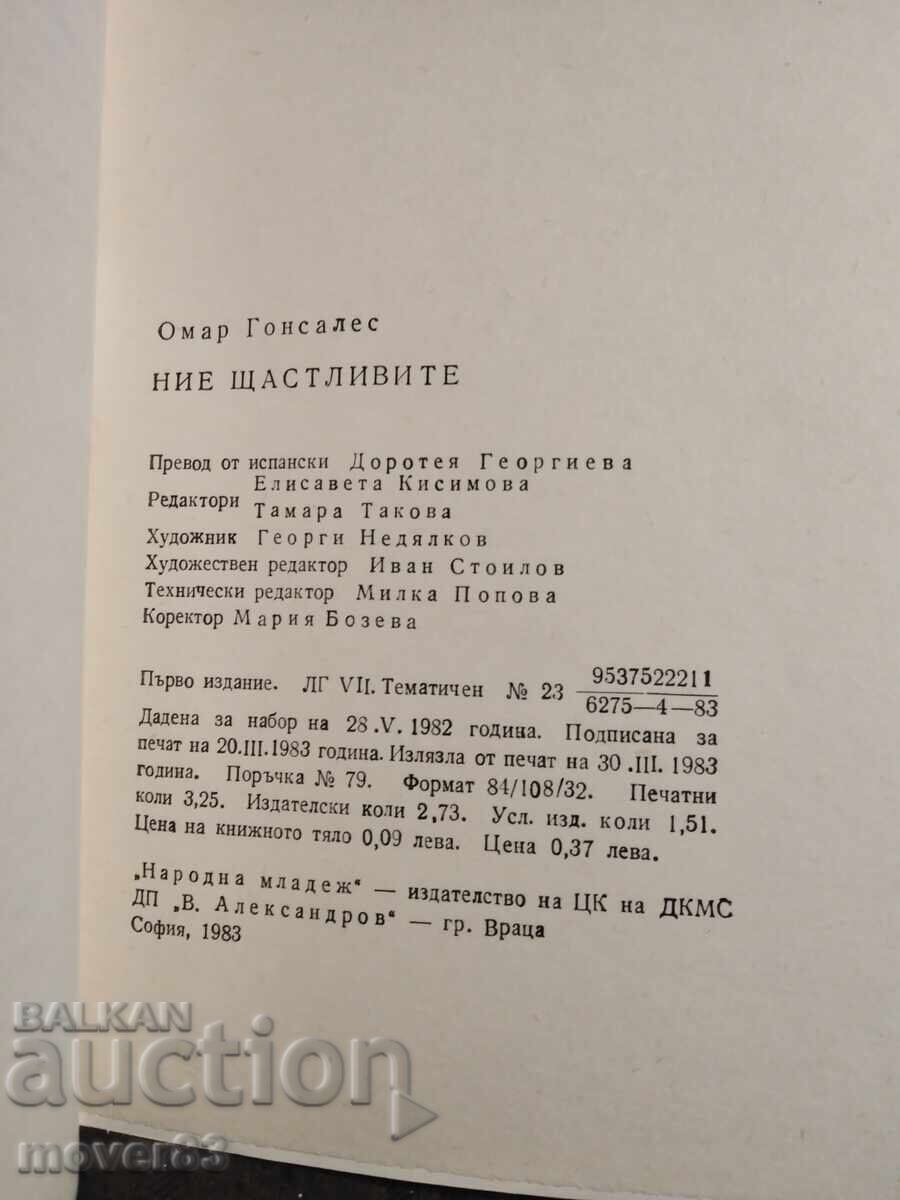 Омар Гонсалес
НИЕ ЩАСТЛИВИТЕ
Превод от испански Доротея Георгиева
Елисавета Кисимова
Редактори
Тамара Такова
Художник Георги Недялков
Художествен редактор Иван Стоилов
Технически редактор Милка Попова
Коректор Мария Бозева
Първо издание. ЛГ VII. Тематичен № 23 9537522211
6275—4—83
Дадена за набор на 28.V. 1982 година. Подписана за
печат на 20.III.1983 година. Излязла от печат на 30.III. 1983
година. Поръчка № 79. Формат 84/108/32. Печатни
коли 3,25. Издателски коли 2,73. Усл. изд. коли 1,51.
Цена на книжното тяло 0,09 лева. Цена 0,37 лева.
„Народна младеж“ — издателство на ЦК на ДКМС
ДП „В. Александров“ — гр. Враца
София, 1983
BALKAN
auction
mover83